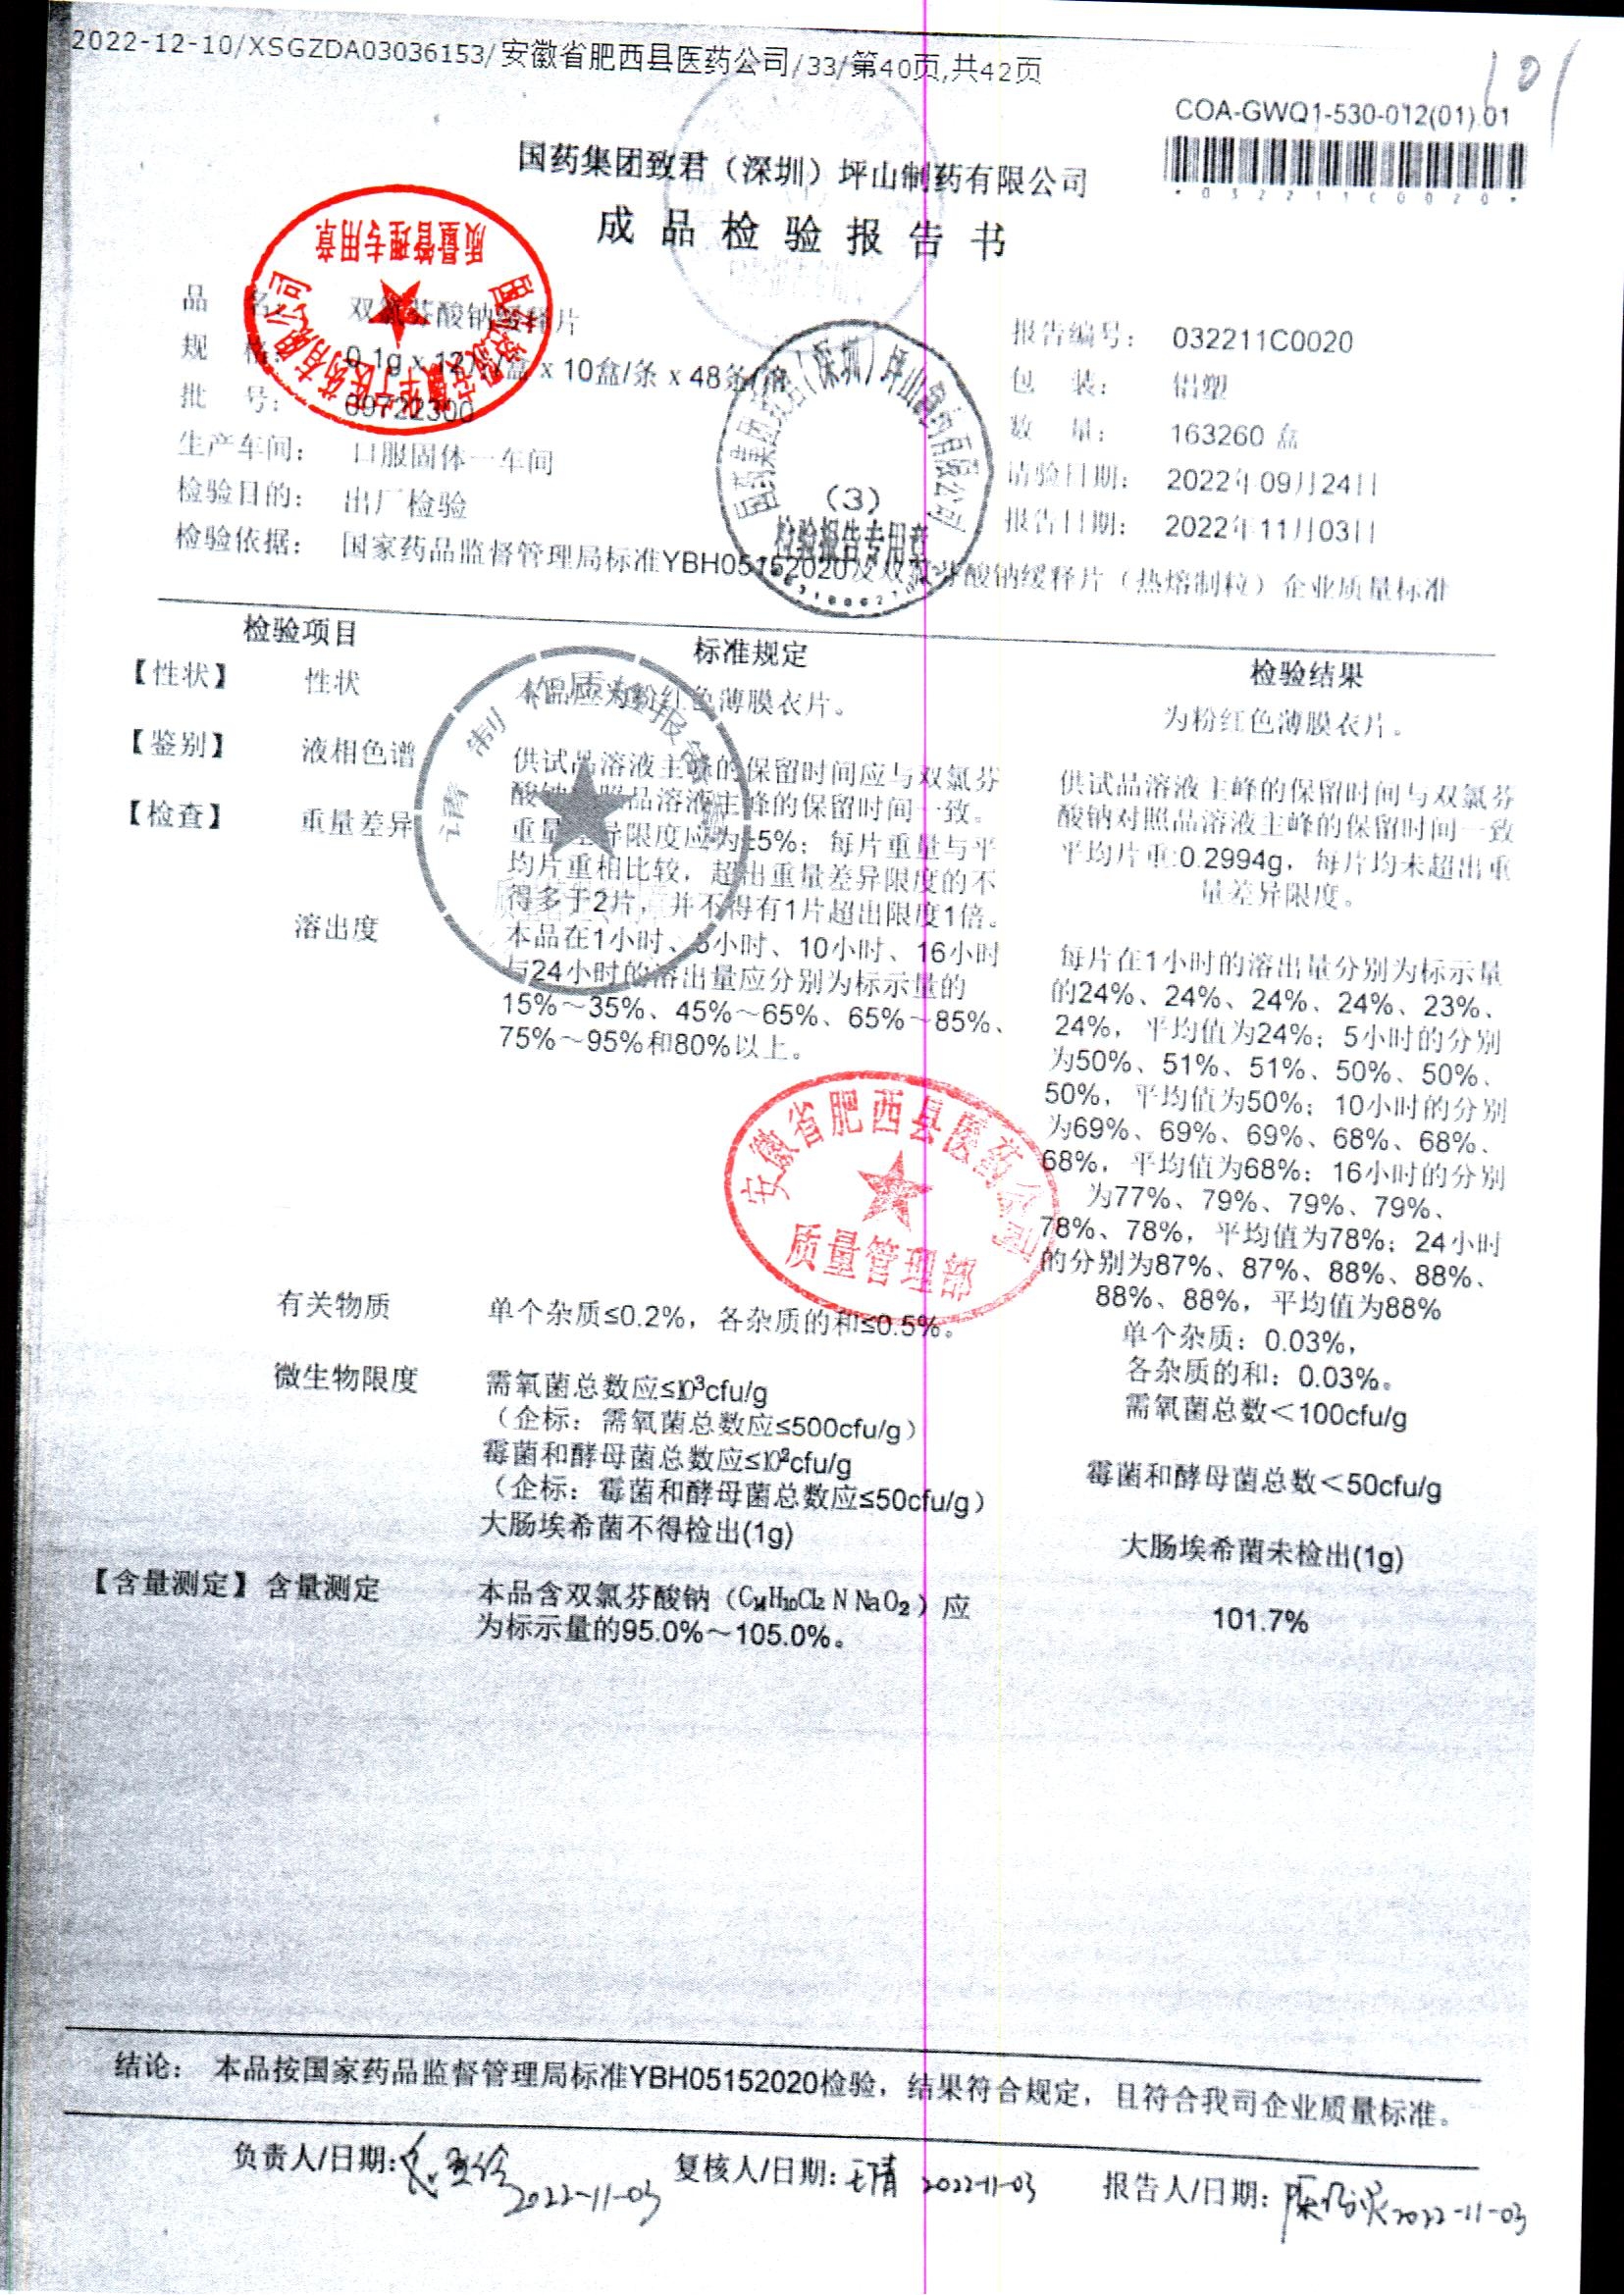 2022-12-10/XSGZDA03036153/安徽省肥西县医药公司/33/第40页,共42页
101
COA-GWQ1-530-012(01).01
*032211C0020*
国药集团致君（深圳）坪山制药有限公司
成品检验报告书
质量管理专用章
品 名： 双氯芬酸钠缓释片
报告编号： 032211C0020
规 格： 0.1g x 12片/盒 x 10盒/条 x 48条/箱
包 装： 铝塑
批 号： 09722300
数 量： 163260 盒
生产车间： 口服固体一车间
请验日期： 2022年09月24日
检验目的： 出厂检验
报告日期： 2022年11月03日
检验依据： 国家药品监督管理局标准YBH05152020及双氯芬酸钠缓释片（热熔制粒）企业质量标准
国药集团致君（深圳）坪山制药有限公司
（3）
检验报告专用章
检验项目 标准规定 检验结果
【性状】 性状 本品应为粉红色薄膜衣片。 为粉红色薄膜衣片。
【鉴别】 液相色谱 供试品溶液主峰的保留时间应与双氯芬
酸钠对照品溶液主峰的保留时间一致。
供试品溶液主峰的保留时间与双氯芬
酸钠对照品溶液主峰的保留时间一致
【检查】 重量差异 重量差异限度应为±5%；每片重量与平
均片重相比较，超出重量差异限度的不
得多于2片，并不得有1片超出限度1倍。
平均片重:0.2994g，每片均未超出重
量差异限度。
溶出度 本品在1小时、5小时、10小时、16小时
与24小时的溶出量应分别为标示量的
15%～35%、45%～65%、65%～85%、
75%～95%和80%以上。
每片在1小时的溶出量分别为标示量
的24%、24%、24%、24%、23%、
24%，平均值为24%；5小时的分别
为50%、51%、51%、50%、50%、
50%，平均值为50%；10小时的分别
为69%、69%、69%、68%、68%、
68%，平均值为68%；16小时的分别
为77%、79%、79%、79%、
78%、78%，平均值为78%；24小时
的分别为87%、87%、88%、88%、
88%、88%，平均值为88%
安徽省肥西县医药公司
质量管理部
有关物质 单个杂质≤0.2%，各杂质的和≤0.5%。
单个杂质：0.03%，
各杂质的和：0.03%。
微生物限度 需氧菌总数应≤10³cfu/g
（企标：需氧菌总数应≤500cfu/g）
需氧菌总数＜100cfu/g
霉菌和酵母菌总数应≤10²cfu/g
（企标：霉菌和酵母菌总数应≤50cfu/g）
霉菌和酵母菌总数＜50cfu/g
大肠埃希菌不得检出(1g)
大肠埃希菌未检出(1g)
【含量测定】 含量测定 本品含双氯芬酸钠（C₁₄H₁₀Cl₂NNaO₂）应
为标示量的95.0%～105.0%。
101.7%
结论： 本品按国家药品监督管理局标准YBH05152020检验，结果符合规定，且符合我司企业质量标准。
负责人/日期: 2022-11-03 复核人/日期: 王清 2022-11-03 报告人/日期: 2022-11-03